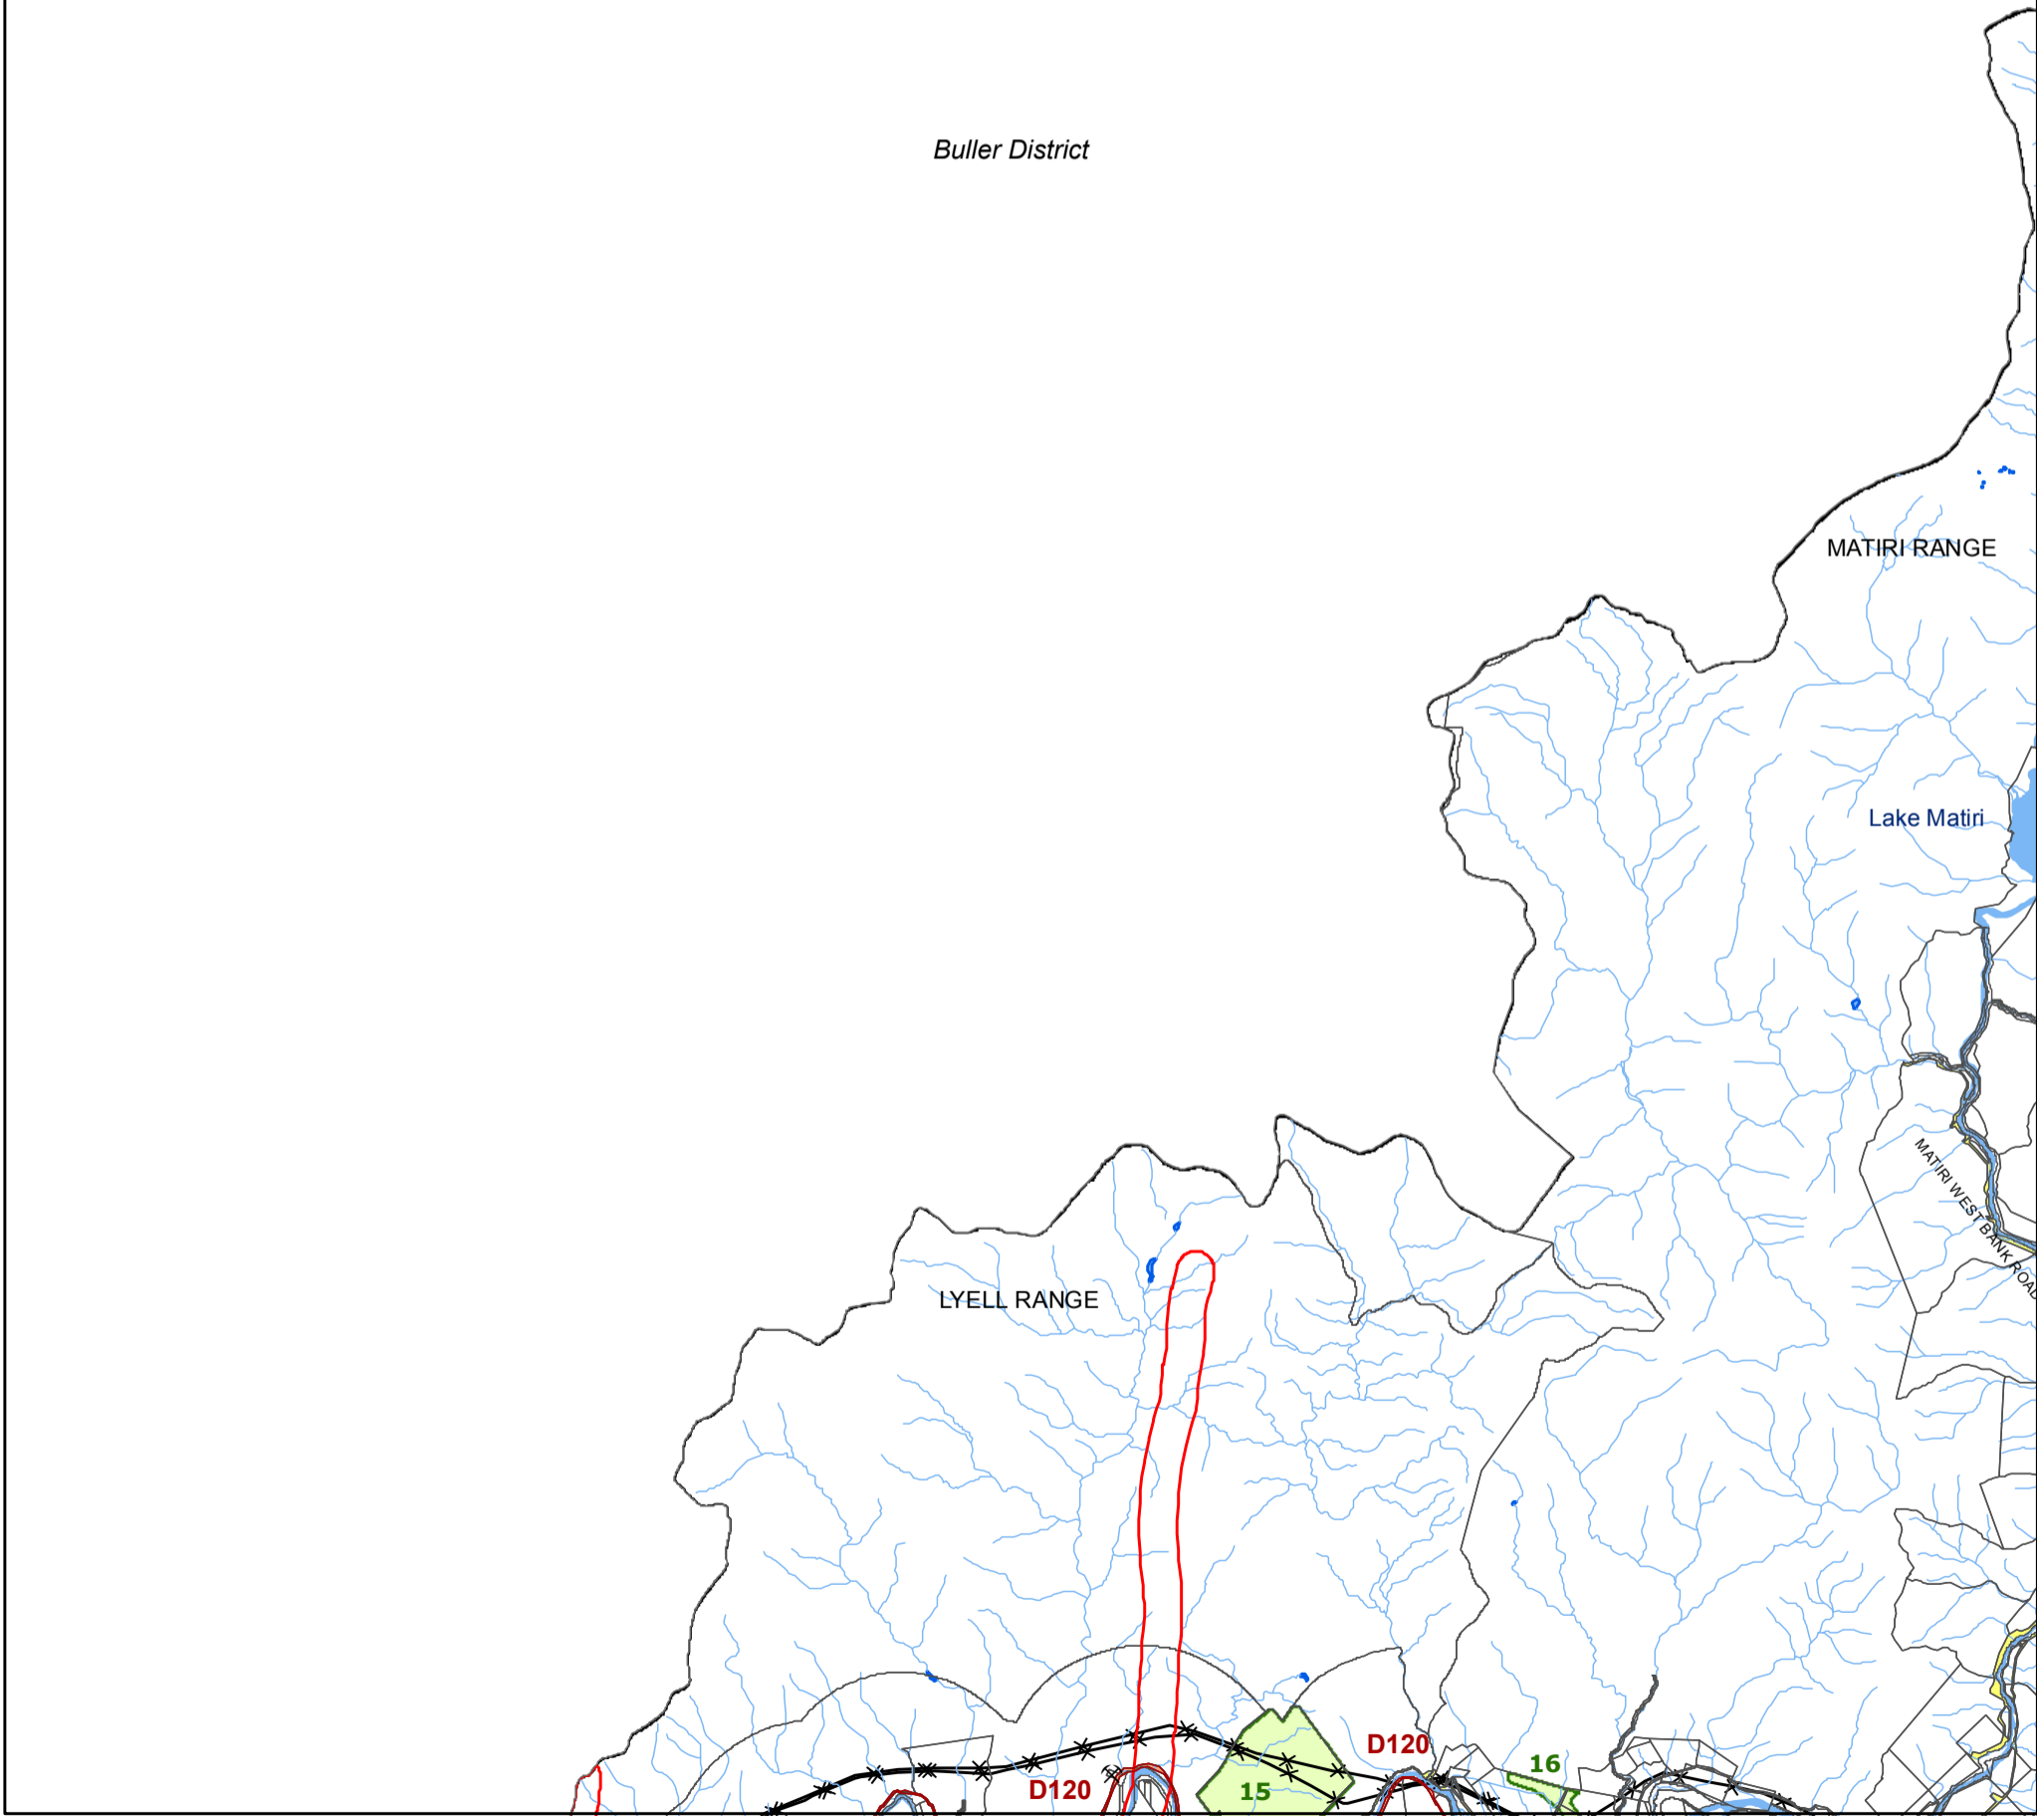 Buller District
MATIRI RANGE
Lake Matiri
MATIRI WEST BANK ROAD
LYELL RANGE
D120
16
D120
15